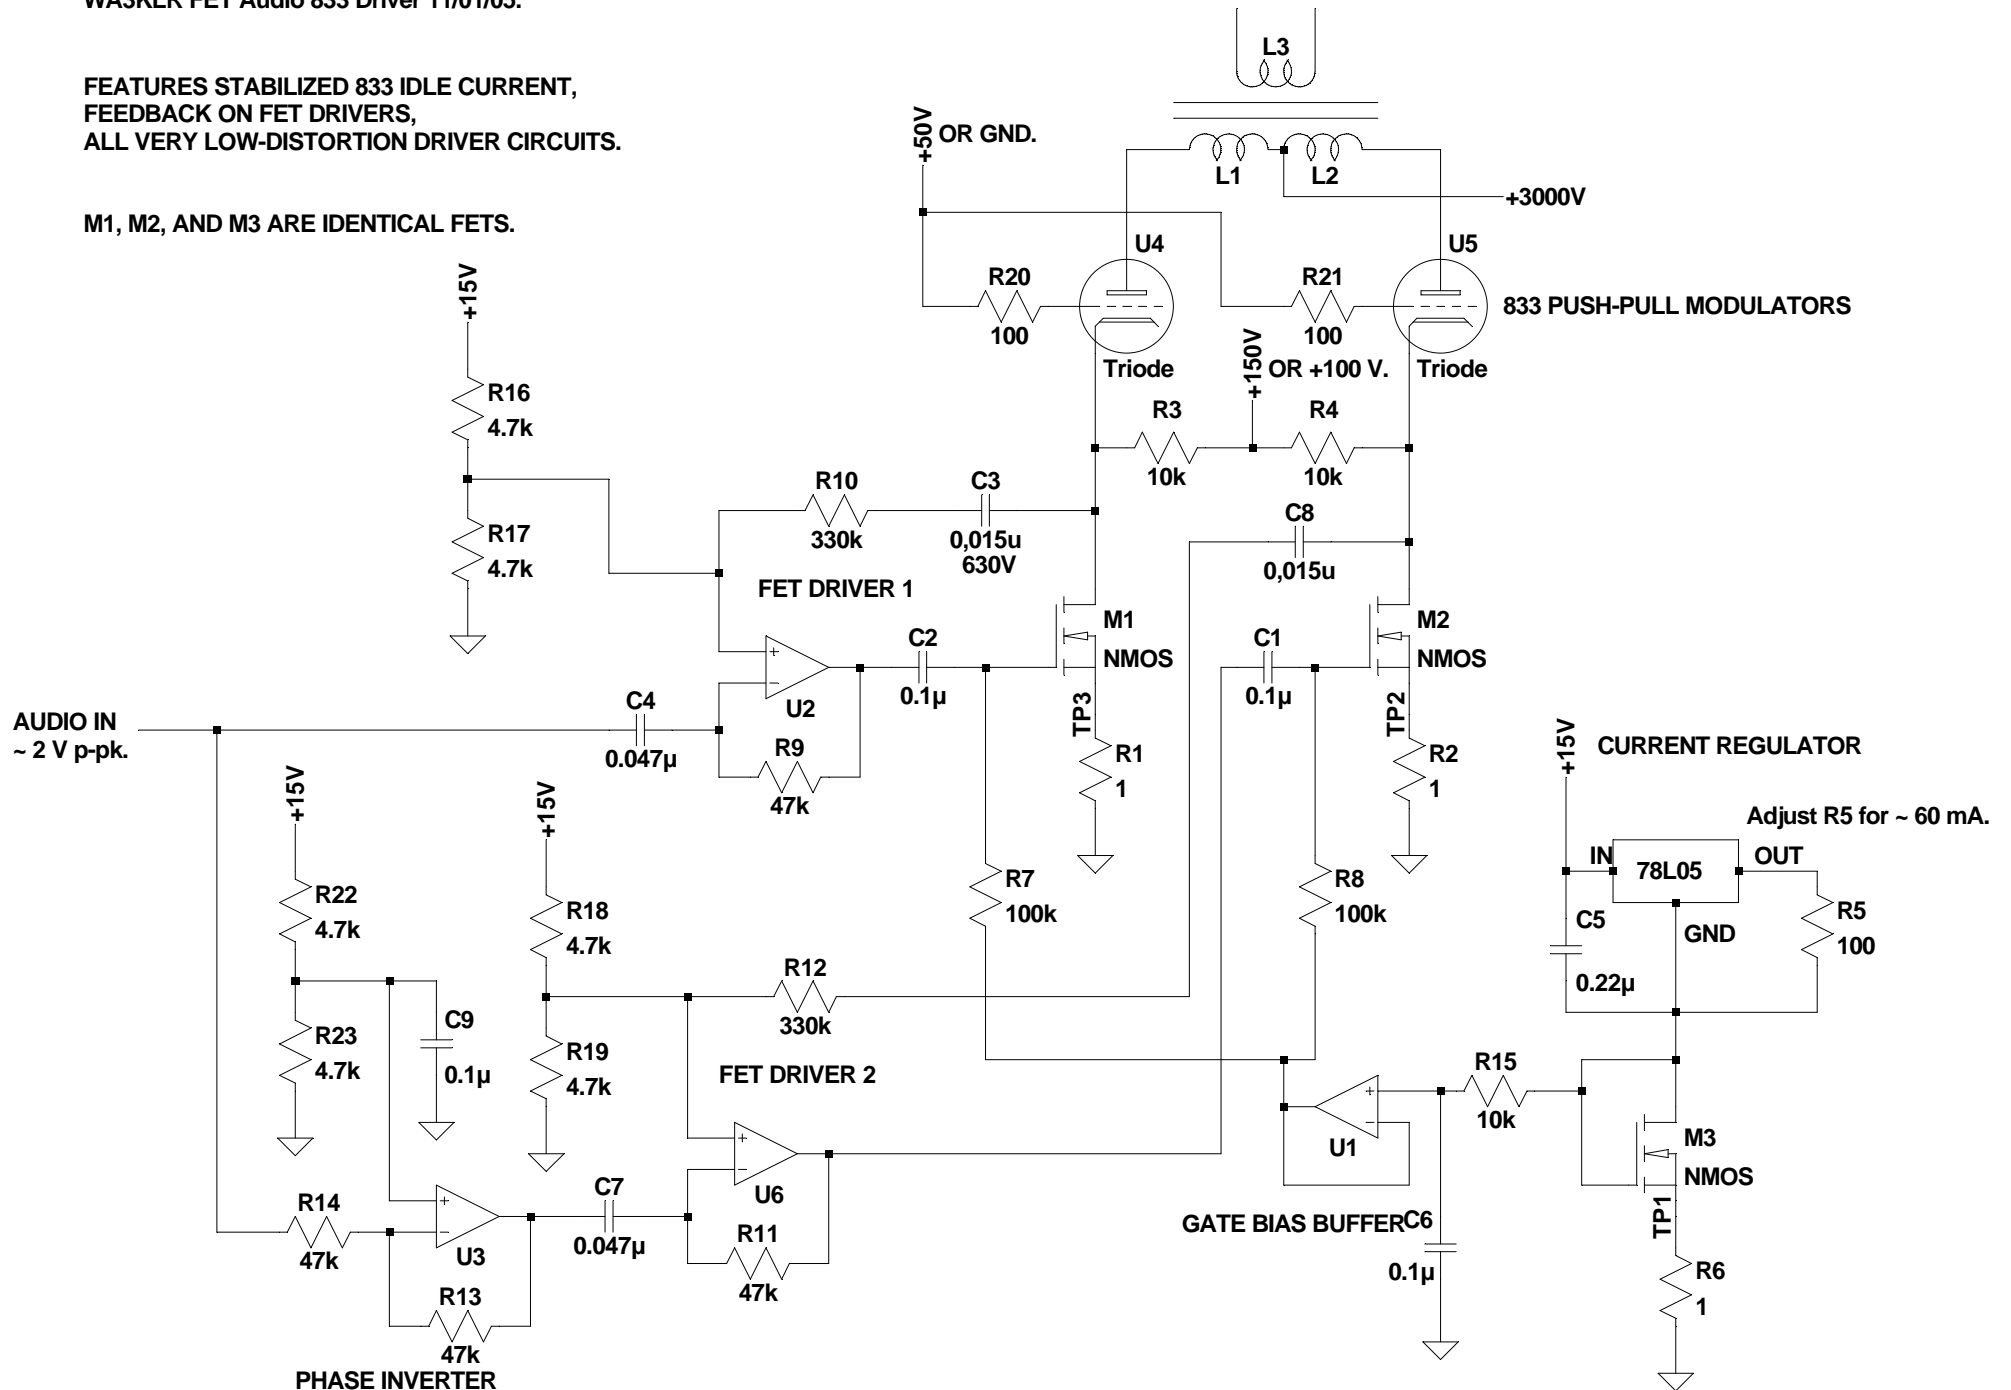 WA3KLR FET Audio 833 Driver 11/01/05.
FEATURES STABILIZED 833 IDLE CURRENT,
FEEDBACK ON FET DRIVERS,
ALL VERY LOW-DISTORTION DRIVER CIRCUITS.
M1, M2, AND M3 ARE IDENTICAL FETS.
L3
+50V
OR GND.
L1
L2
+3000V
U4
U5
R20
100
R21
100
833 PUSH-PULL MODULATORS
Triode
Triode
+150V
OR +100 V.
+15V
R16
4.7k
R17
4.7k
R3
10k
R4
10k
R10
330k
C3
0,015u
630V
C8
0,015u
FET DRIVER 1
M1
NMOS
M2
NMOS
C2
0.1µ
C1
0.1µ
U2
TP3
TP2
AUDIO IN
~ 2 V p-pk.
C4
0.047µ
R9
47k
R1
1
R2
1
+15V
CURRENT REGULATOR
Adjust R5 for ~ 60 mA.
IN
78L05
OUT
GND
C5
0.22µ
R5
100
+15V
+15V
R22
4.7k
R18
4.7k
R7
100k
R8
100k
R12
330k
R23
4.7k
C9
0.1µ
R19
4.7k
FET DRIVER 2
R15
10k
U1
M3
NMOS
TP1
GATE BIAS BUFFER
C6
0.1µ
R6
1
R14
47k
U3
C7
0.047µ
U6
R11
47k
R13
47k
PHASE INVERTER